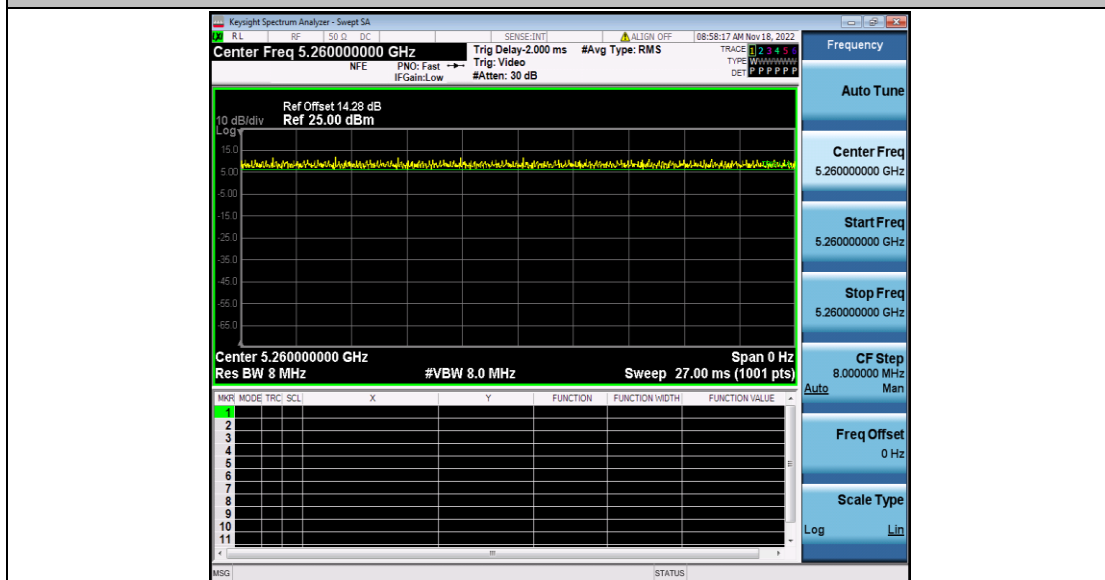 Keysight Spectrum Analyzer - Swept SA
RL RF 50 Ω DC SENSE:INT ALIGN OFF 08:58:17 AM Nov 18, 2022
Center Freq 5.260000000 GHz
NFE PNO: Fast IFGain:Low
Trig Delay-2.000 ms #Avg Type: RMS
Trig: Video
#Atten: 30 dB
TRACE 1 2 3 4 5 6
TYPE WWWWWW
DET P P P P P P
Frequency
Auto Tune
Ref Offset 14.28 dB
10 dB/div Ref 25.00 dBm
Log
15.0
5.00
-5.00
-15.0
-25.0
-35.0
-45.0
-55.0
-65.0
Center Freq
5.260000000 GHz
Start Freq
5.260000000 GHz
Stop Freq
5.260000000 GHz
Center 5.260000000 GHz Span 0 Hz
Res BW 8 MHz #VBW 8.0 MHz Sweep 27.00 ms (1001 pts)
CF Step
8.000000 MHz
Auto Man
MKR MODE TRC SCL X Y FUNCTION FUNCTION WIDTH FUNCTION VALUE
1
2
3
4
5
6
7
8
9
10
11
Freq Offset
0 Hz
Scale Type
Log Lin
MSG STATUS